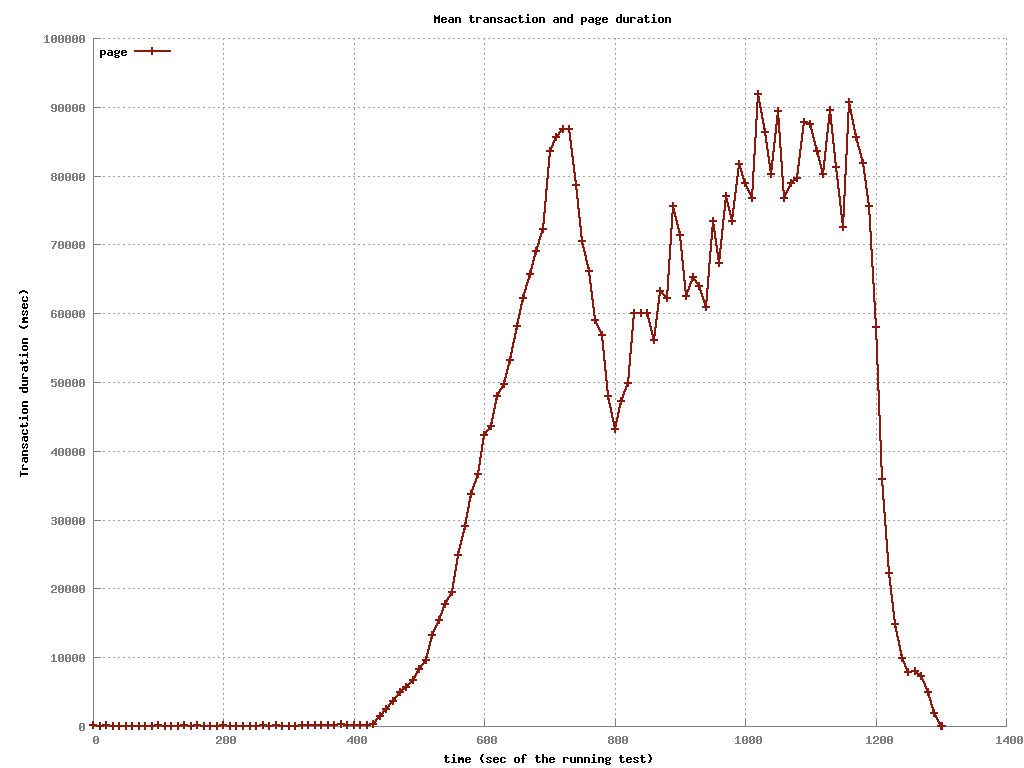 Mean transaction and page duration
page
100000
90000
80000
70000
60000
50000
40000
30000
20000
10000
0
Transaction duration (msec)
0 200 400 600 800 1000 1200 1400
time (sec of the running test)